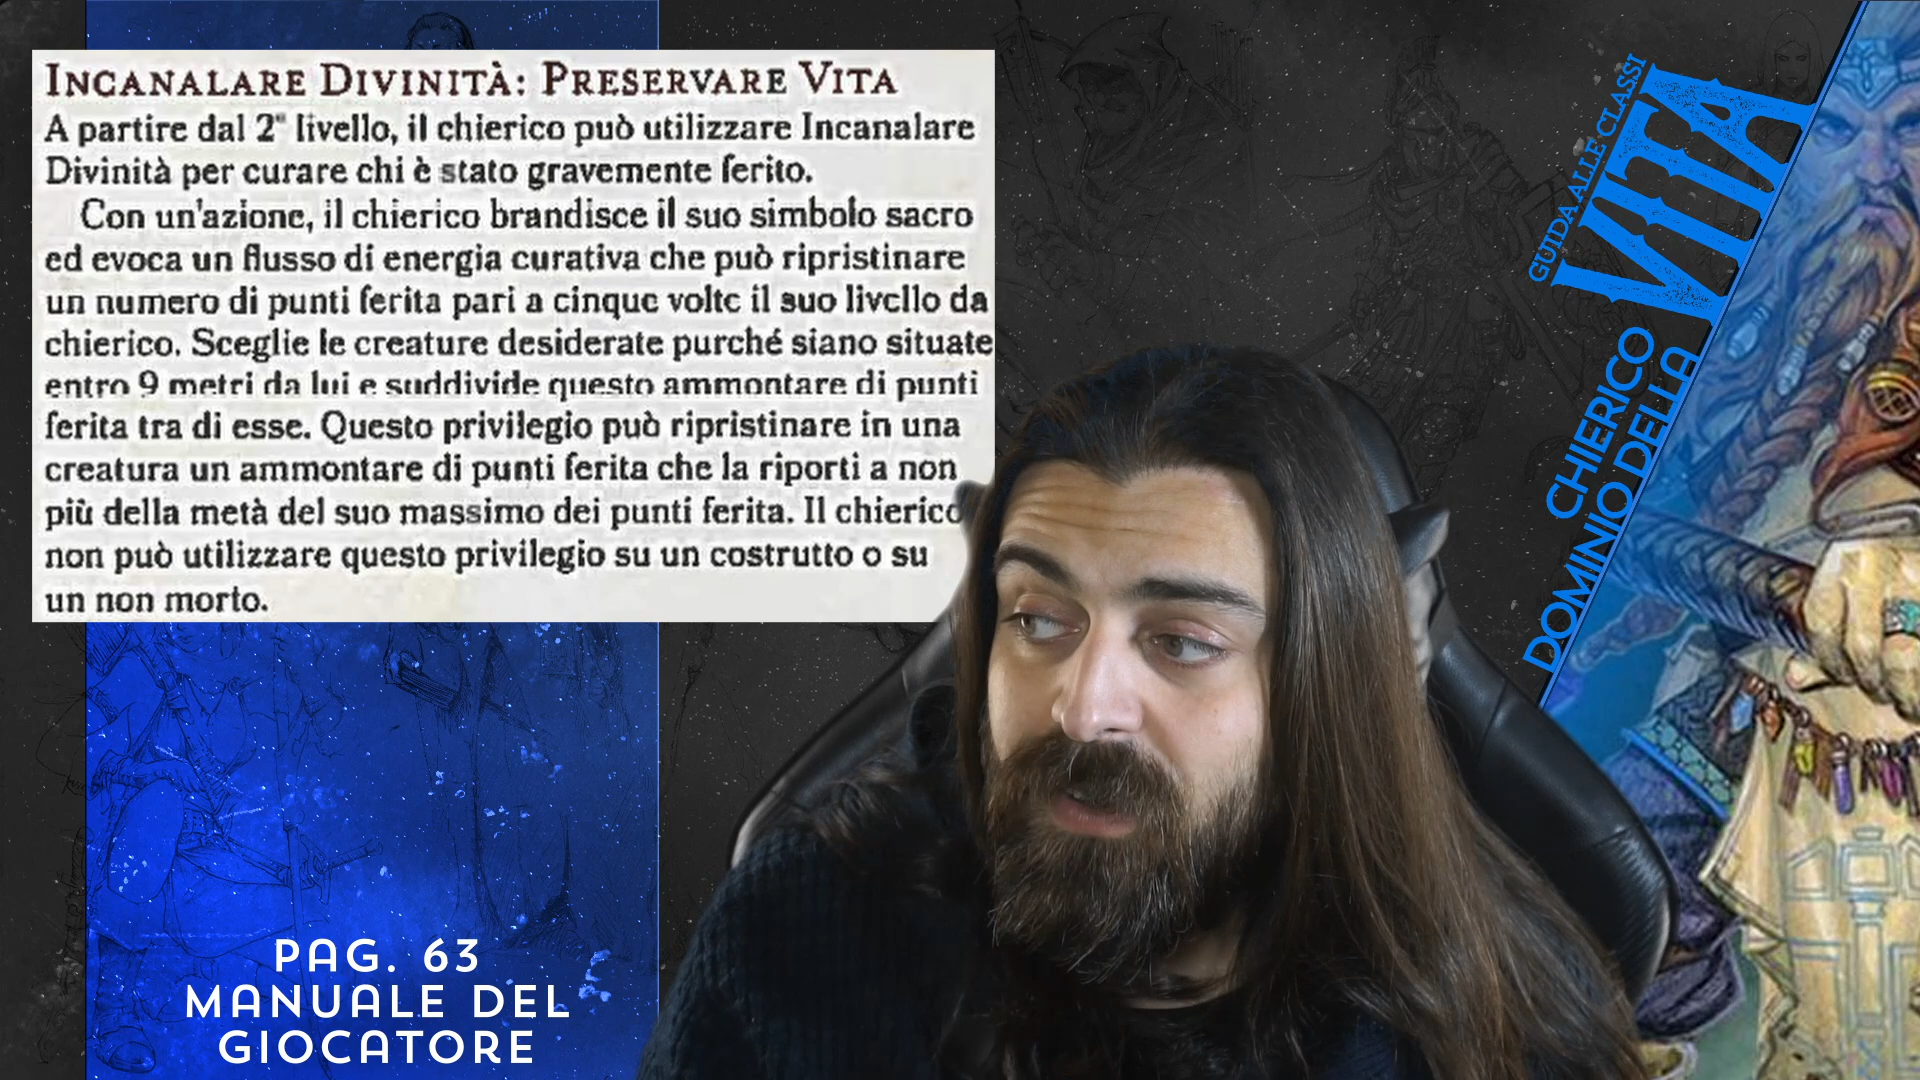 INCANALARE DIVINITÀ: PRESERVARE VITA
A partire dal 2° livello, il chierico può utilizzare Incanalare
Divinità per curare chi è stato gravemente ferito.
Con un'azione, il chierico brandisce il suo simbolo sacro
ed evoca un flusso di energia curativa che può ripristinare
un numero di punti ferita pari a cinque volte il suo livello da
chierico. Sceglie le creature desiderate purché siano situate
entro 9 metri da lui e suddivide questo ammontare di punti
ferita tra di esse. Questo privilegio può ripristinare in una
creatura un ammontare di punti ferita che la riporti a non
più della metà del suo massimo dei punti ferita. Il chierico
non può utilizzare questo privilegio su un costrutto o su
un non morto.
PAG. 63
MANUALE DEL
GIOCATORE
GUIDA ALLE CLASSI
VITA
CHIERICO
DOMINIO DELLA